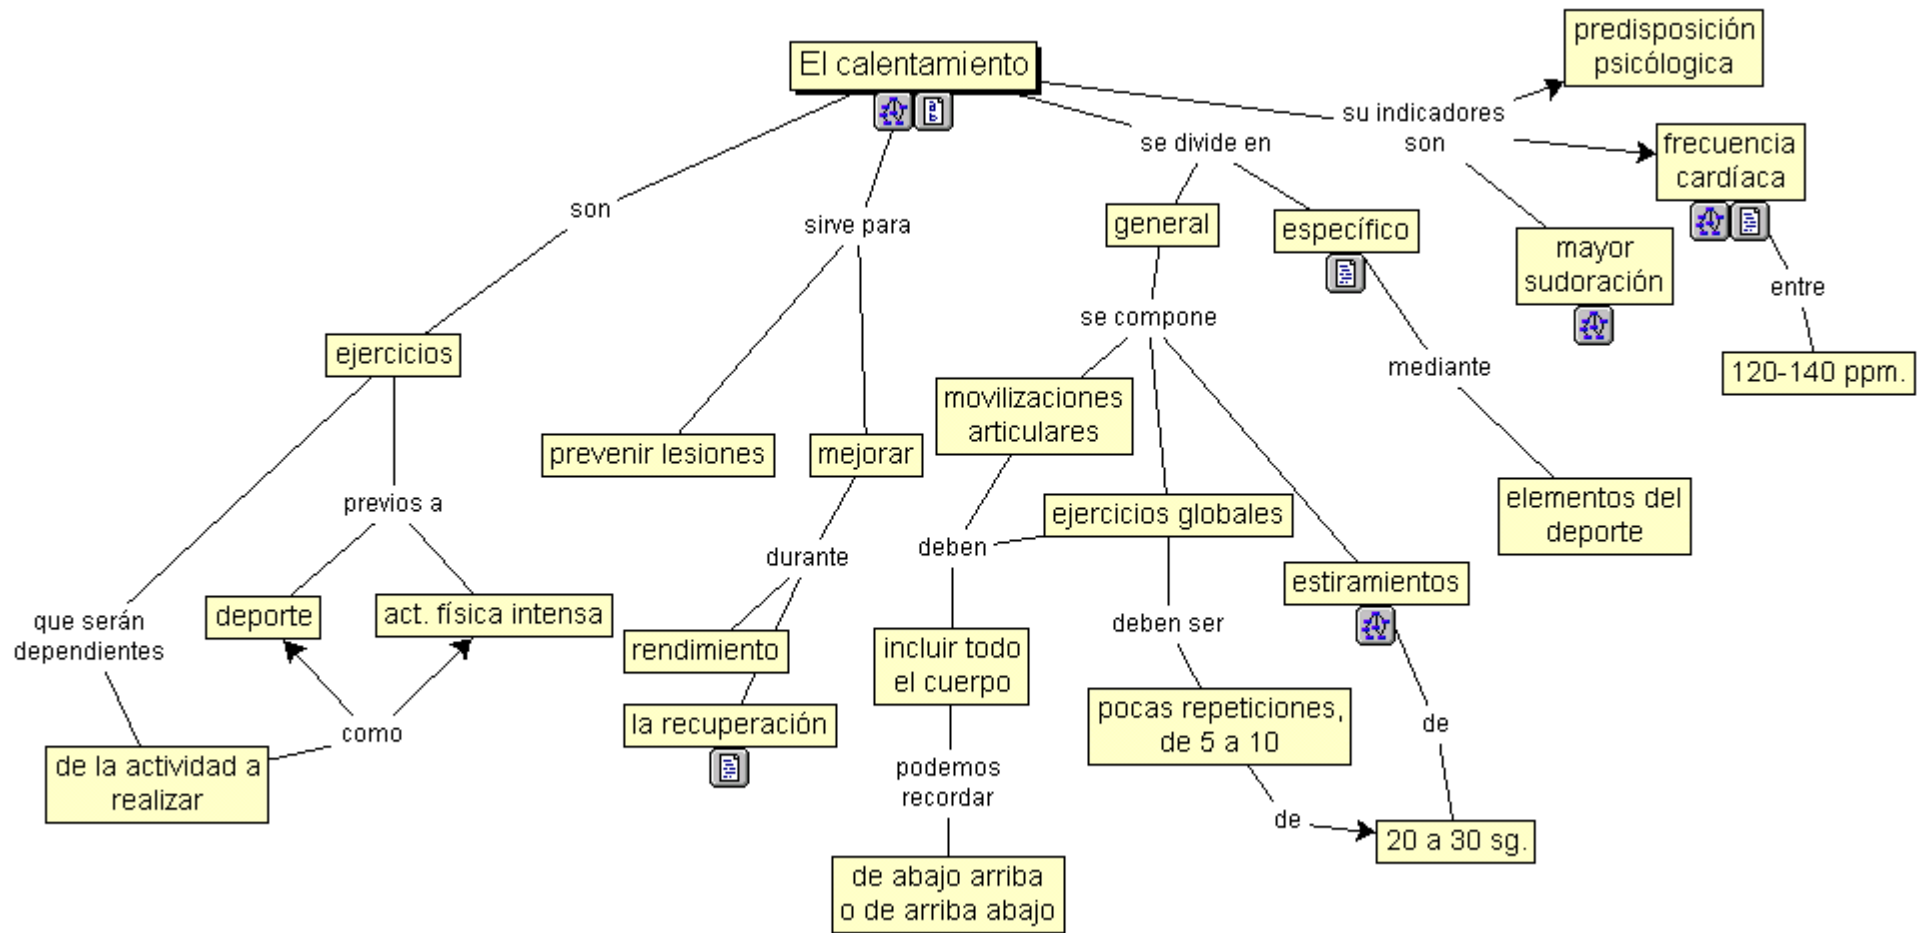 El calentamiento
predisposición
psicólogica
su indicadores
son
frecuencia
cardíaca
se divide en
son
sirve para
general
específico
mayor
sudoración
entre
se compone
ejercicios
mediante
120-140 ppm.
movilizaciones
articulares
prevenir lesiones
mejorar
previos a
ejercicios globales
elementos del
deporte
deben
durante
estiramientos
que serán
dependientes
deporte
act. física intensa
deben ser
rendimiento
incluir todo
el cuerpo
la recuperación
pocas repeticiones,
de 5 a 10
de
como
de la actividad a
realizar
podemos
recordar
de
20 a 30 sg.
de abajo arriba
o de arriba abajo